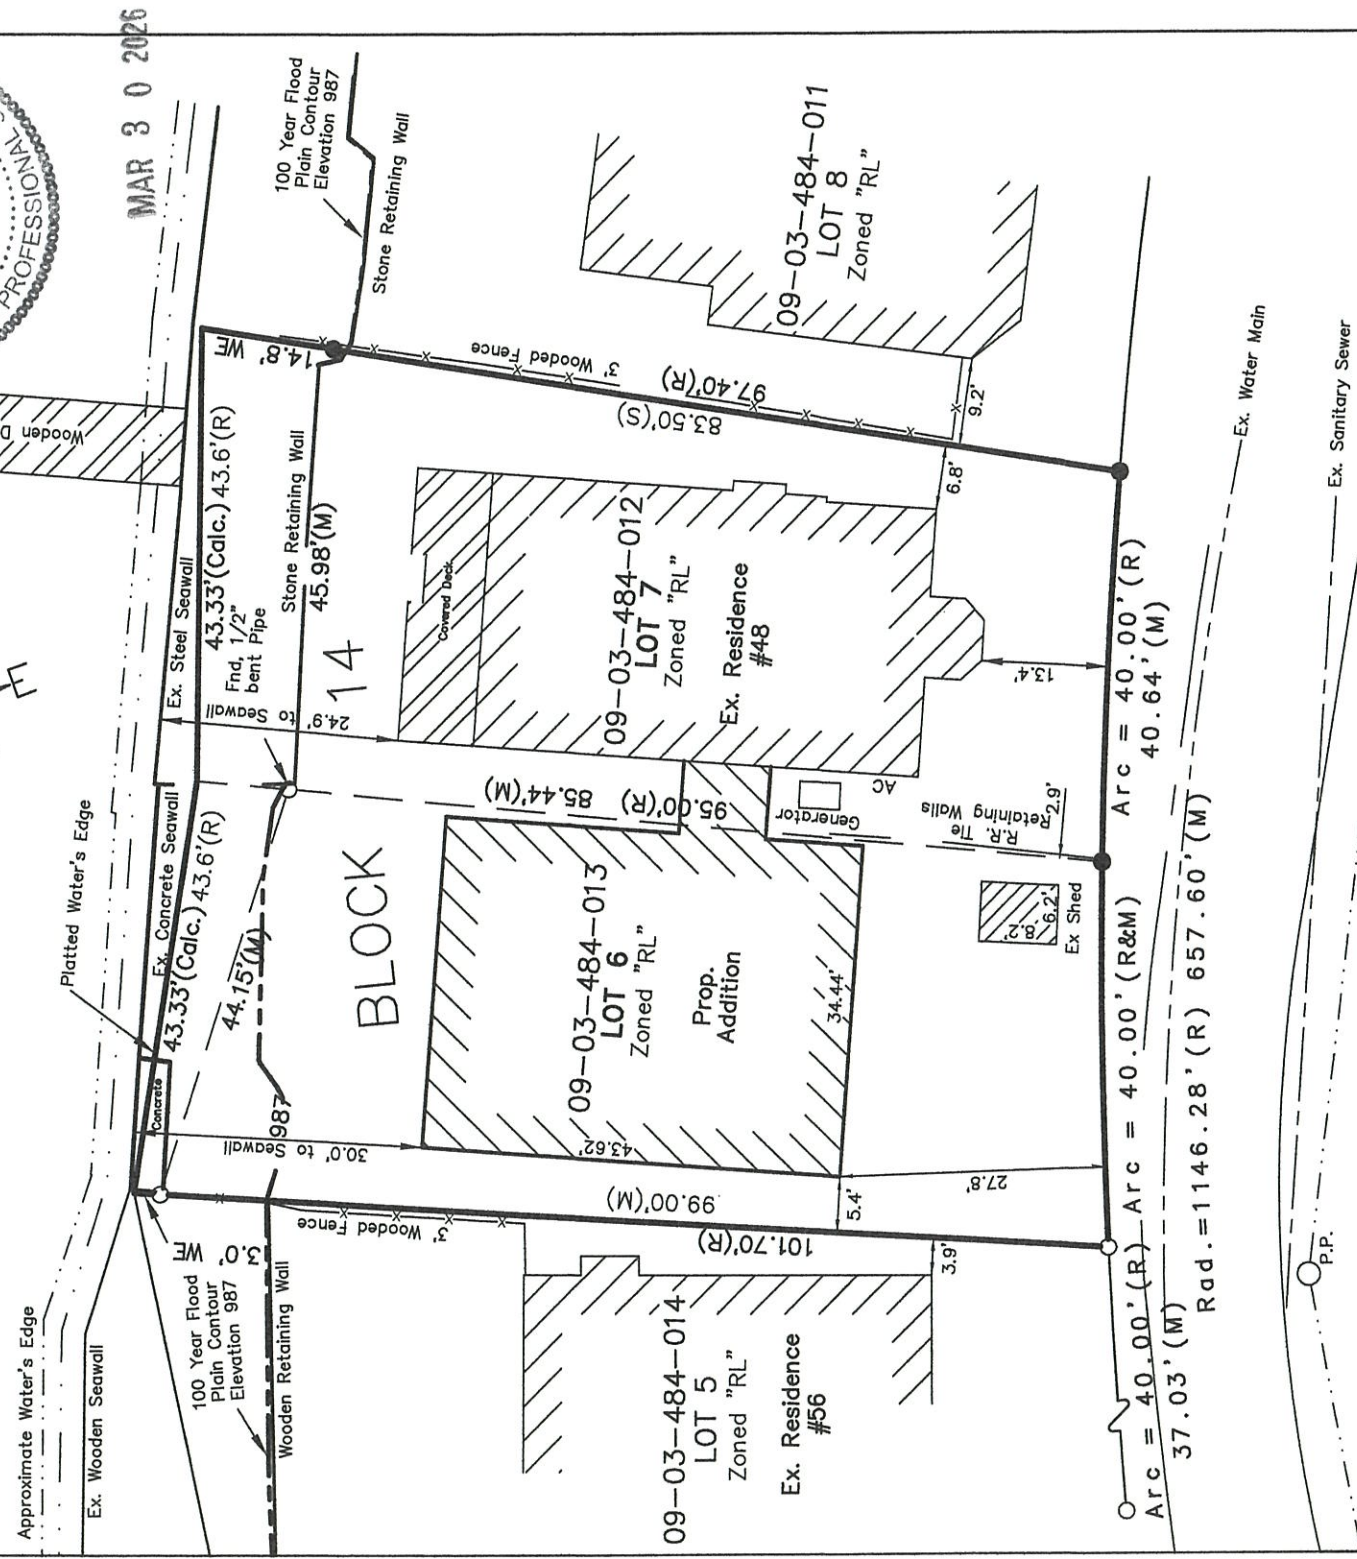 PROFESSIONAL
MAR 3 0 2026
Wooden D
E
100 Year Flood
Plain Contour
Elevation 987
Stone Retaining Wall
09-03-484-011
LOT 8
Zoned "RL"
9.2'
3' Wooded Fence
97.40'(R)
83.50'(S)
14.8' WE
43.33'(Calc.) 43.6'(R)
Ex. Steel Seawall
Fnd, 1/2"
bent Pipe
Stone Retaining Wall
45.98'(M)
24.9' to Seawall
14
Covered Deck
09-03-484-012
LOT 7
Zoned "RL"
Ex. Residence
#48
6.8'
13.4'
Arc = 40.00'(R)
40.64'(M)
Ex. Water Main
Ex. Sanitary Sewer
Platted Water's Edge
Ex. Concrete Seawall
43.33'(Calc.) 43.6'(R)
Concrete
44.15'(M)
987
BLOCK
85.44'(M)
95.00'(R)
Generator
AC
R.R. Tie
Retaining Walls
2.9'
09-03-484-013
LOT 6
Zoned "RL"
Prop.
Addition
34.44'
43.62'
30.0' to Seawall
8.2'
6.2'
Ex Shed
27.8'
5.4'
99.00'(M)
101.70'(R)
Arc = 40.00'(R&M)
Rad.=1146.28'(R) 657.60'(M)
3.0' WE
3' Wooded Fence
3.9'
Approximate Water's Edge
Ex. Wooden Seawall
100 Year Flood
Plain Contour
Elevation 987
Wooden Retaining Wall
09-03-484-014
LOT 5
Zoned "RL"
Ex. Residence
#56
Arc = 40.00'(R)
37.03'(M)
P.P.